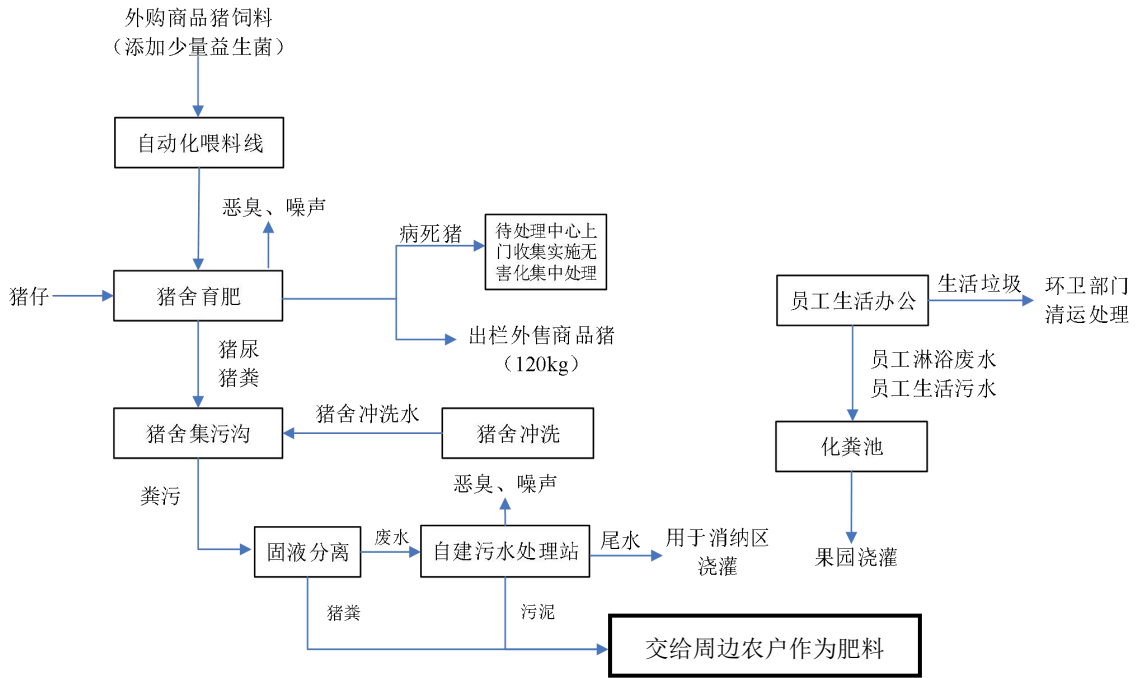 外购商品猪饲料
（添加少量益生菌）
自动化喂料线
恶臭、噪声
病死猪
待处理中心上
门收集实施无
害化集中处理
猪仔
猪舍育肥
出栏外售商品猪
（120kg）
员工生活办公
生活垃圾
环卫部门
清运处理
猪尿
猪粪
员工淋浴废水
员工生活污水
猪舍集污沟
猪舍冲洗水
猪舍冲洗
化粪池
粪污
恶臭、噪声
固液分离
废水
自建污水处理站
尾水
用于消纳区
浇灌
果园浇灌
猪粪
污泥
交给周边农户作为肥料